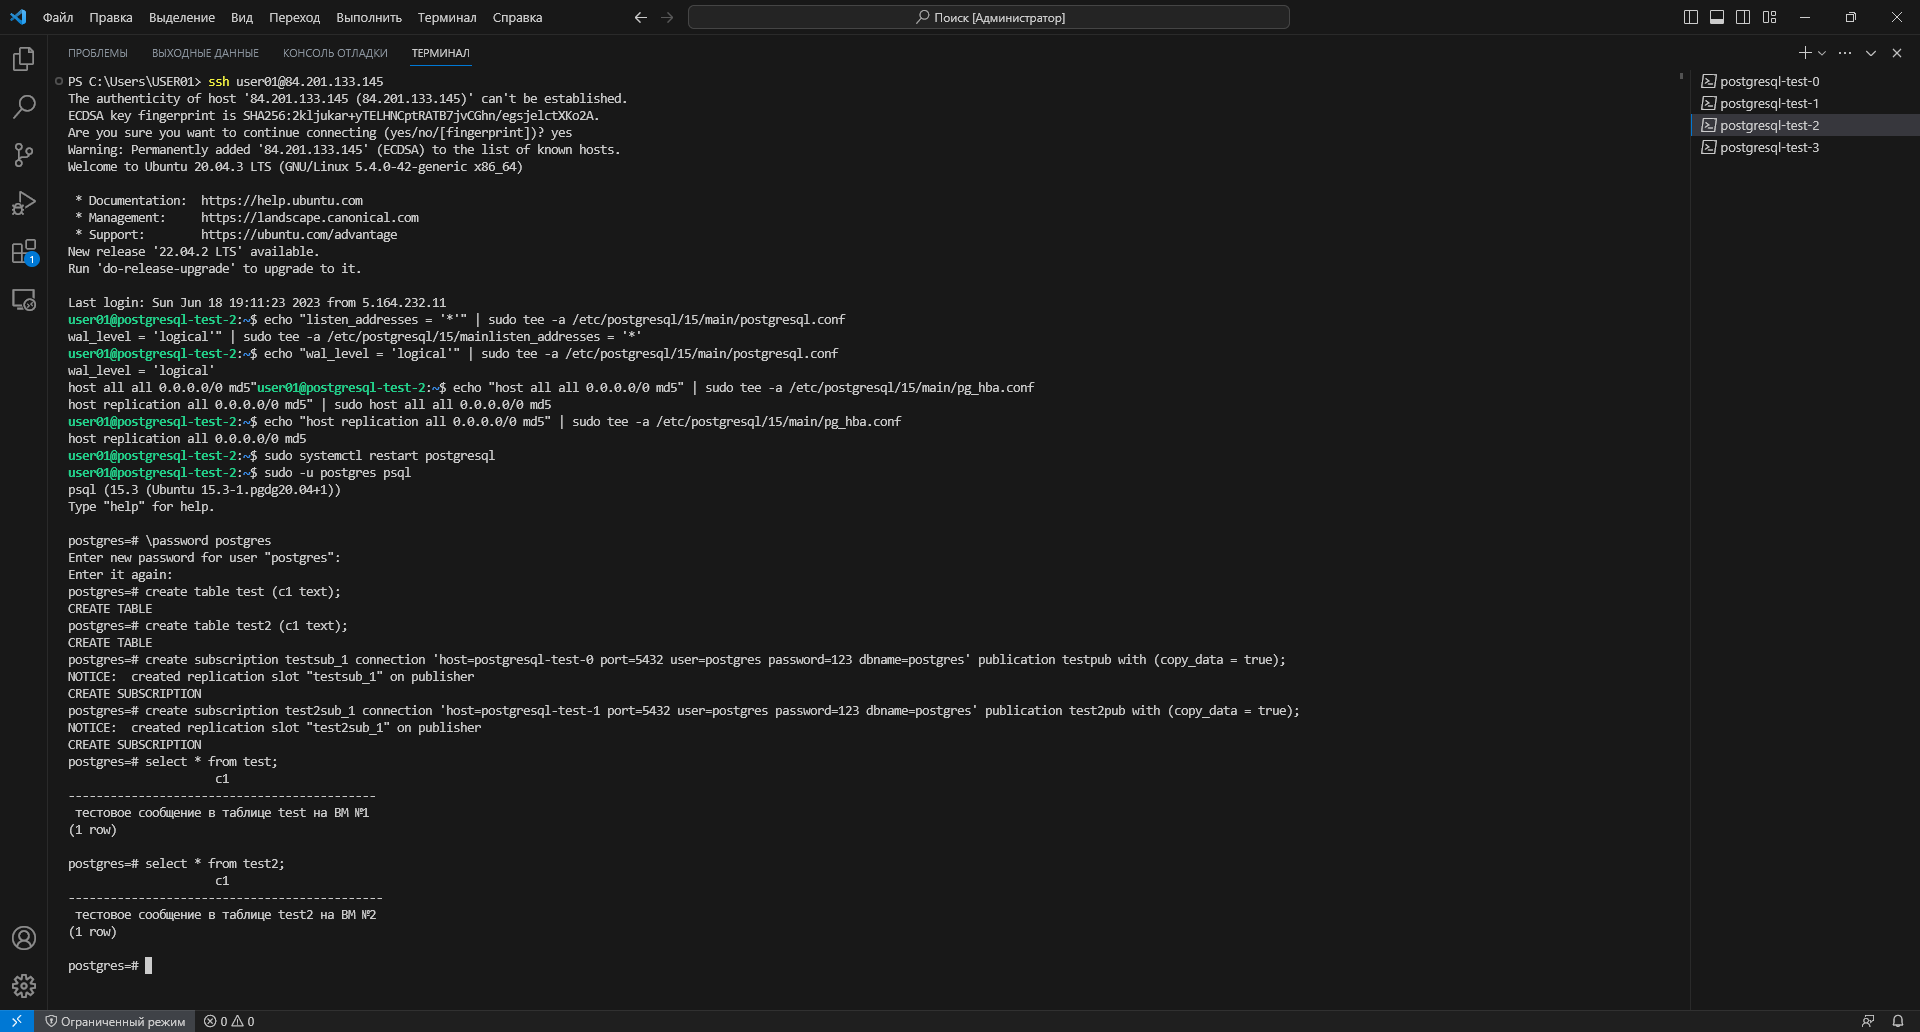 Файл Правка Выделение Вид Переход Выполнить Терминал Справка
Поиск [Администратор]
ПРОБЛЕМЫ ВЫХОДНЫЕ ДАННЫЕ КОНСОЛЬ ОТЛАДКИ ТЕРМИНАЛ
PS C:\Users\USER01> ssh user01@84.201.133.145
The authenticity of host '84.201.133.145 (84.201.133.145)' can't be established.
ECDSA key fingerprint is SHA256:2kljukar+yTELHNCptRATB7jvCGhn/egsjelctXKo2A.
Are you sure you want to continue connecting (yes/no/[fingerprint])? yes
Warning: Permanently added '84.201.133.145' (ECDSA) to the list of known hosts.
Welcome to Ubuntu 20.04.3 LTS (GNU/Linux 5.4.0-42-generic x86_64)
* Documentation:  https://help.ubuntu.com
* Management:     https://landscape.canonical.com
* Support:        https://ubuntu.com/advantage
New release '22.04.2 LTS' available.
Run 'do-release-upgrade' to upgrade to it.
Last login: Sun Jun 18 19:11:23 2023 from 5.164.232.11
user01@postgresql-test-2:~$ echo "listen_addresses = '*'" | sudo tee -a /etc/postgresql/15/main/postgresql.conf
wal_level = 'logical'" | sudo tee -a /etc/postgresql/15/mainlisten_addresses = '*'
user01@postgresql-test-2:~$ echo "wal_level = 'logical'" | sudo tee -a /etc/postgresql/15/main/postgresql.conf
wal_level = 'logical'
host all all 0.0.0.0/0 md5"user01@postgresql-test-2:~$ echo "host all all 0.0.0.0/0 md5" | sudo tee -a /etc/postgresql/15/main/pg_hba.conf
host replication all 0.0.0.0/0 md5" | sudo host all all 0.0.0.0/0 md5
user01@postgresql-test-2:~$ echo "host replication all 0.0.0.0/0 md5" | sudo tee -a /etc/postgresql/15/main/pg_hba.conf
host replication all 0.0.0.0/0 md5
user01@postgresql-test-2:~$ sudo systemctl restart postgresql
user01@postgresql-test-2:~$ sudo -u postgres psql
psql (15.3 (Ubuntu 15.3-1.pgdg20.04+1))
Type "help" for help.
postgres=# \password postgres
Enter new password for user "postgres":
Enter it again:
postgres=# create table test (c1 text);
CREATE TABLE
postgres=# create table test2 (c1 text);
CREATE TABLE
postgres=# create subscription testsub_1 connection 'host=postgresql-test-0 port=5432 user=postgres password=123 dbname=postgres' publication testpub with (copy_data = true);
NOTICE:  created replication slot "testsub_1" on publisher
CREATE SUBSCRIPTION
postgres=# create subscription test2sub_1 connection 'host=postgresql-test-1 port=5432 user=postgres password=123 dbname=postgres' publication test2pub with (copy_data = true);
NOTICE:  created replication slot "test2sub_1" on publisher
CREATE SUBSCRIPTION
postgres=# select * from test;
c1
--------------------------------------------
тестовое сообщение в таблице test на ВМ №1
(1 row)
postgres=# select * from test2;
c1
---------------------------------------------
тестовое сообщение в таблице test2 на ВМ №2
(1 row)
postgres=#
postgresql-test-0
postgresql-test-1
postgresql-test-2
postgresql-test-3
1
Ограниченный режим 0 0